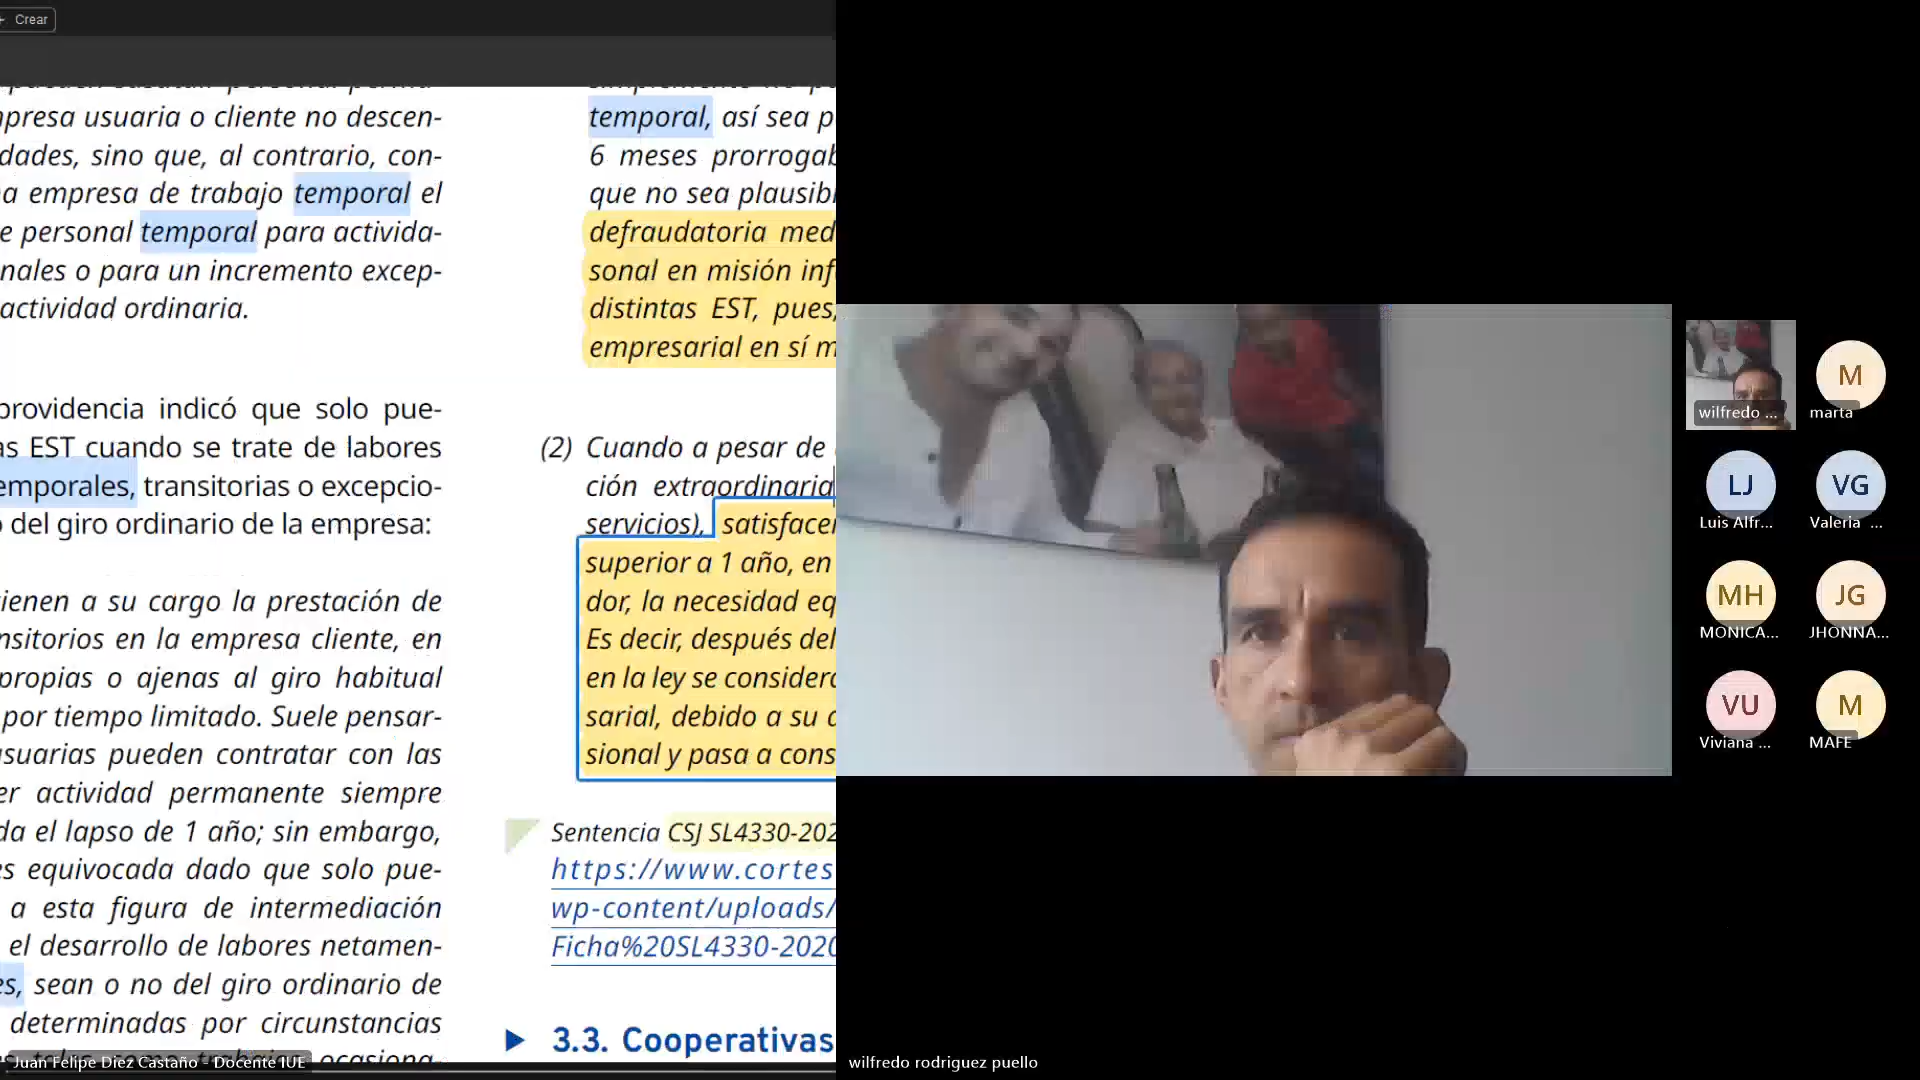 + Crear
presa usuaria o cliente no descen-
dades, sino que, al contrario, con-
a empresa de trabajo temporal el
e personal temporal para activida-
nales o para un incremento excep-
actividad ordinaria.
providencia indicó que solo pue-
as EST cuando se trate de labores
emporales, transitorias o excepcio-
o del giro ordinario de la empresa:
ienen a su cargo la prestación de
nsitorios en la empresa cliente, en
propias o ajenas al giro habitual
por tiempo limitado. Suele pensar-
suarias pueden contratar con las
er actividad permanente siempre
da el lapso de 1 año; sin embargo,
es equivocada dado que solo pue-
a esta figura de intermediación
el desarrollo de labores netamen-
es, sean o no del giro ordinario de
determinadas por circunstancias
temporal, así sea p
6 meses prorrogab
que no sea plausib
defraudatoria med
sonal en misión inf
distintas EST, pues,
empresarial en sí m
(2) Cuando a pesar de
ción extraordinaria
servicios), satisfacer
superior a 1 año, en
dor, la necesidad eq
Es decir, después del
en la ley se considera
sarial, debido a su
sional y pasa a cons
Sentencia CSJ SL4330-202
https://www.cortes
wp-content/uploads/
Ficha%20SL4330-2020
3.3. Cooperativas
Juan Felipe Diez Castaño - Docente IUE
wilfredo rodriguez puello
wilfredo ...
M
marta
LJ
Luis Alfr...
VG
Valeria ...
MH
MONICA...
JG
JHONNA...
VU
Viviana ...
M
MAFE